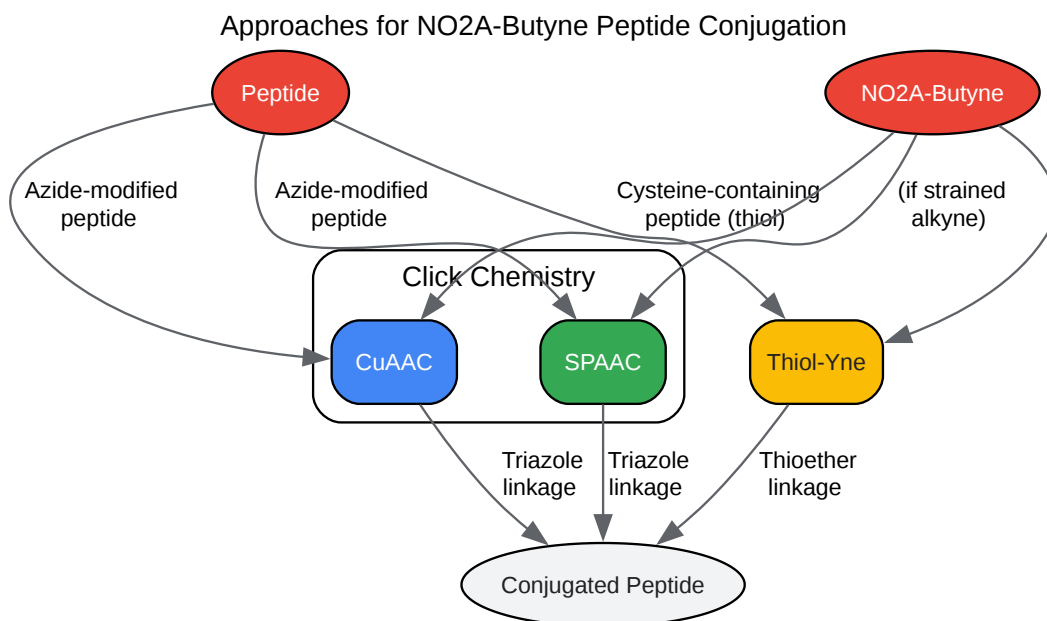 Approaches for NO2A-Butyne Peptide Conjugation
Peptide
NO2A-Butyne
Azide-modified
peptide
Azide-modified
peptide
Cysteine-containing
peptide (thiol)
(if strained
alkyne)
Click Chemistry
CuAAC
SPAAC
Thiol-Yne
Triazole
linkage
Triazole
linkage
Thioether
linkage
Conjugated Peptide